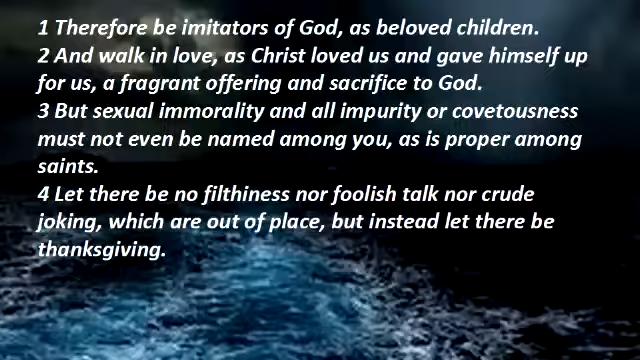 1 Therefore be imitators of God, as beloved children.
2 And walk in love, as Christ loved us and gave himself up
for us, a fragrant offering and sacrifice to God.
3 But sexual immorality and all impurity or covetousness
must not even be named among you, as is proper among
saints.
4 Let there be no filthiness nor foolish talk nor crude
joking, which are out of place, but instead let there be
thanksgiving.